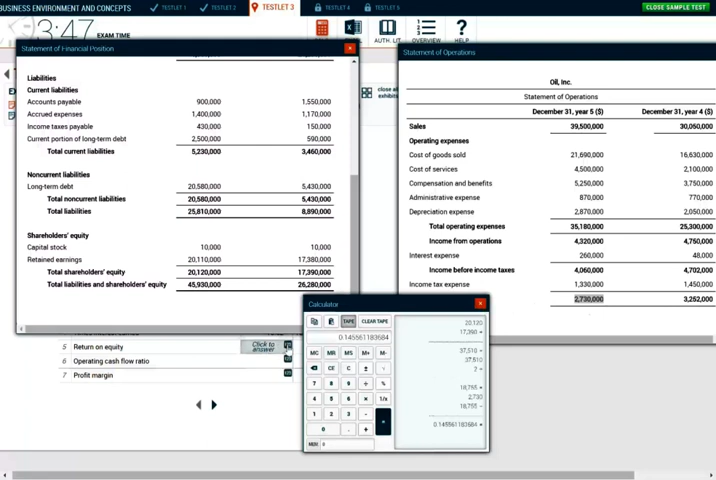 BUSINESS ENVIRONMENT AND CONCEPTS
TESTLET 1
TESTLET 2
TESTLET 3
TESTLET 4
TESTLET 5
CLOSE SAMPLE TEST
3:47 EXAM TIME
AUTH. LIT.
OVERVIEW
HELP
close all exhibits
Statement of Financial Position
Liabilities
Current liabilities
Accounts payable 900,000 1,550,000
Accrued expenses 1,400,000 1,170,000
Income taxes payable 430,000 150,000
Current portion of long-term debt 2,500,000 590,000
Total current liabilities 5,230,000 3,460,000
Noncurrent liabilities
Long-term debt 20,580,000 5,430,000
Total noncurrent liabilities 20,580,000 5,430,000
Total liabilities 25,810,000 8,890,000
Shareholders' equity
Capital stock 10,000 10,000
Retained earnings 20,110,000 17,380,000
Total shareholders' equity 20,120,000 17,390,000
Total liabilities and shareholders' equity 45,930,000 26,280,000
Statement of Operations
Oil, Inc.
Statement of Operations
December 31, year 5 ($) December 31, year 4 ($)
Sales 39,500,000 30,050,000
Operating expenses
Cost of goods sold 21,690,000 16,630,000
Cost of services 4,500,000 2,100,000
Compensation and benefits 5,250,000 3,750,000
Administrative expense 870,000 770,000
Depreciation expense 2,870,000 2,050,000
Total operating expenses 35,180,000 25,300,000
Income from operations 4,320,000 4,750,000
Interest expense 260,000 48,000
Income before income taxes 4,060,000 4,702,000
Income tax expense 1,330,000 1,450,000
2,730,000 3,252,000
5 Return on equity Click to answer
6 Operating cash flow ratio
7 Profit margin
Calculator
TAPE CLEAR TAPE
0.145561183684
MC MR MS M+ M-
CE C ± √
7 8 9 ÷ %
4 5 6 × 1/x
1 2 3 - =
0 . +
20,120
17,390 =
37,510 =
37,510
2 ÷
18,755 =
2,730
18,755 ÷
0.145561183684 =